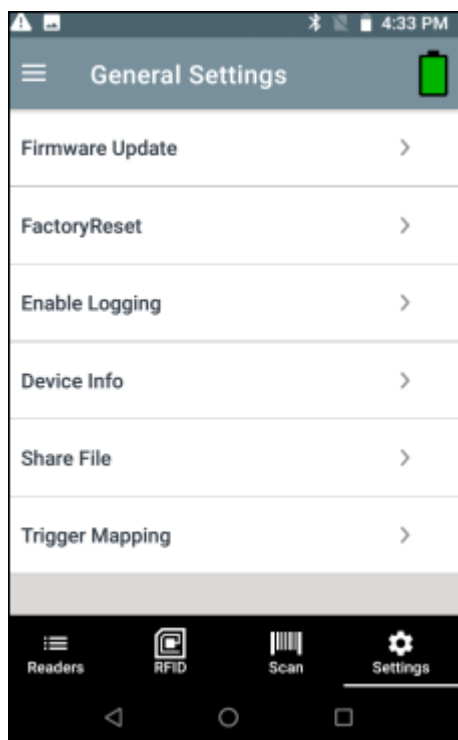 4:33 PM
General Settings
Firmware Update
FactoryReset
Enable Logging
Device Info
Share File
Trigger Mapping
Readers RFID Scan Settings